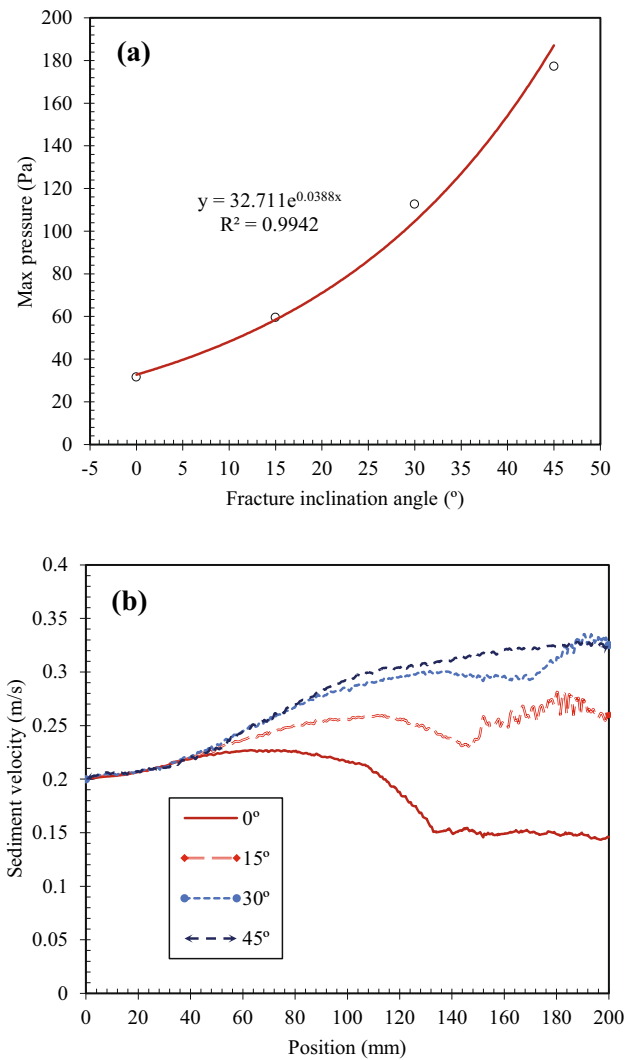 (a)
200
180
160
140
120
100
80
60
40
20
0
Max pressure (Pa)
y = 32.711e^0.0388x
R² = 0.9942
-5 0 5 10 15 20 25 30 35 40 45 50
Fracture inclination angle (º)
(b)
0.4
0.35
0.3
0.25
0.2
0.15
0.1
0.05
0
Sediment velocity (m/s)
0º
15º
30º
45º
0 20 40 60 80 100 120 140 160 180 200
Position (mm)